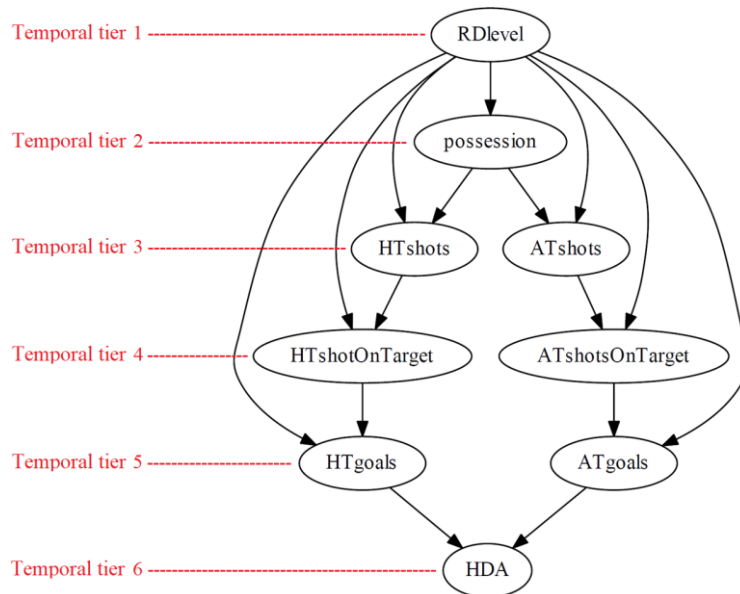 Temporal tier 1 RDlevel
Temporal tier 2 possession
Temporal tier 3 HTshots ATshots
Temporal tier 4 HTshotOnTarget ATshotsOnTarget
Temporal tier 5 HTgoals ATgoals
Temporal tier 6 HDA